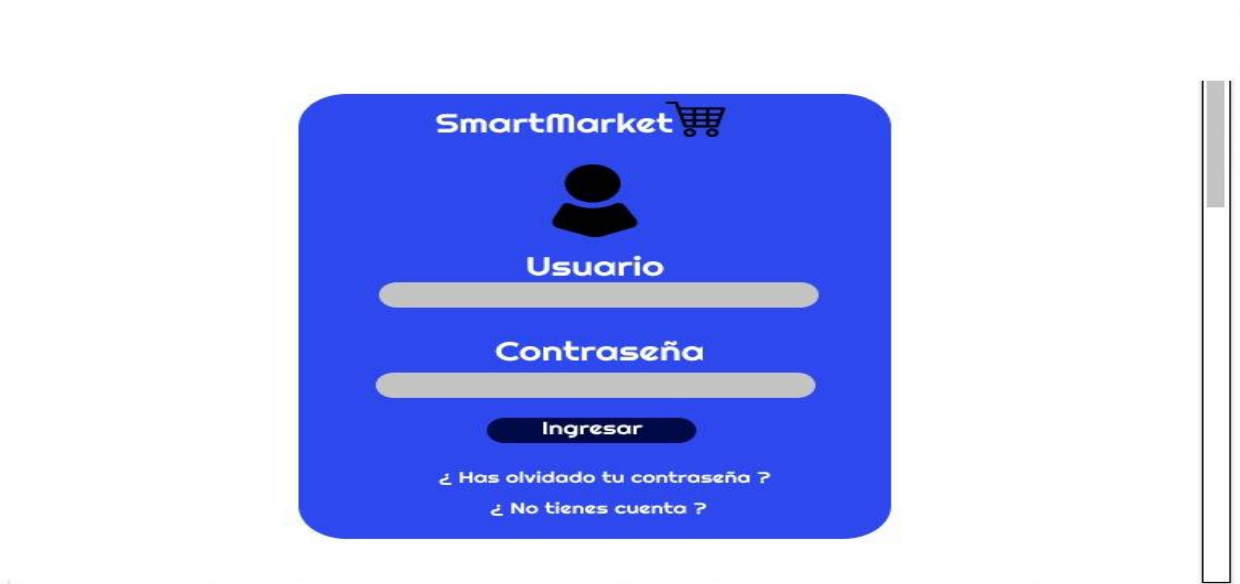 SmartMarket
Usuario
Contraseña
Ingresar
¿ Has olvidado tu contraseña ?
¿ No tienes cuenta ?